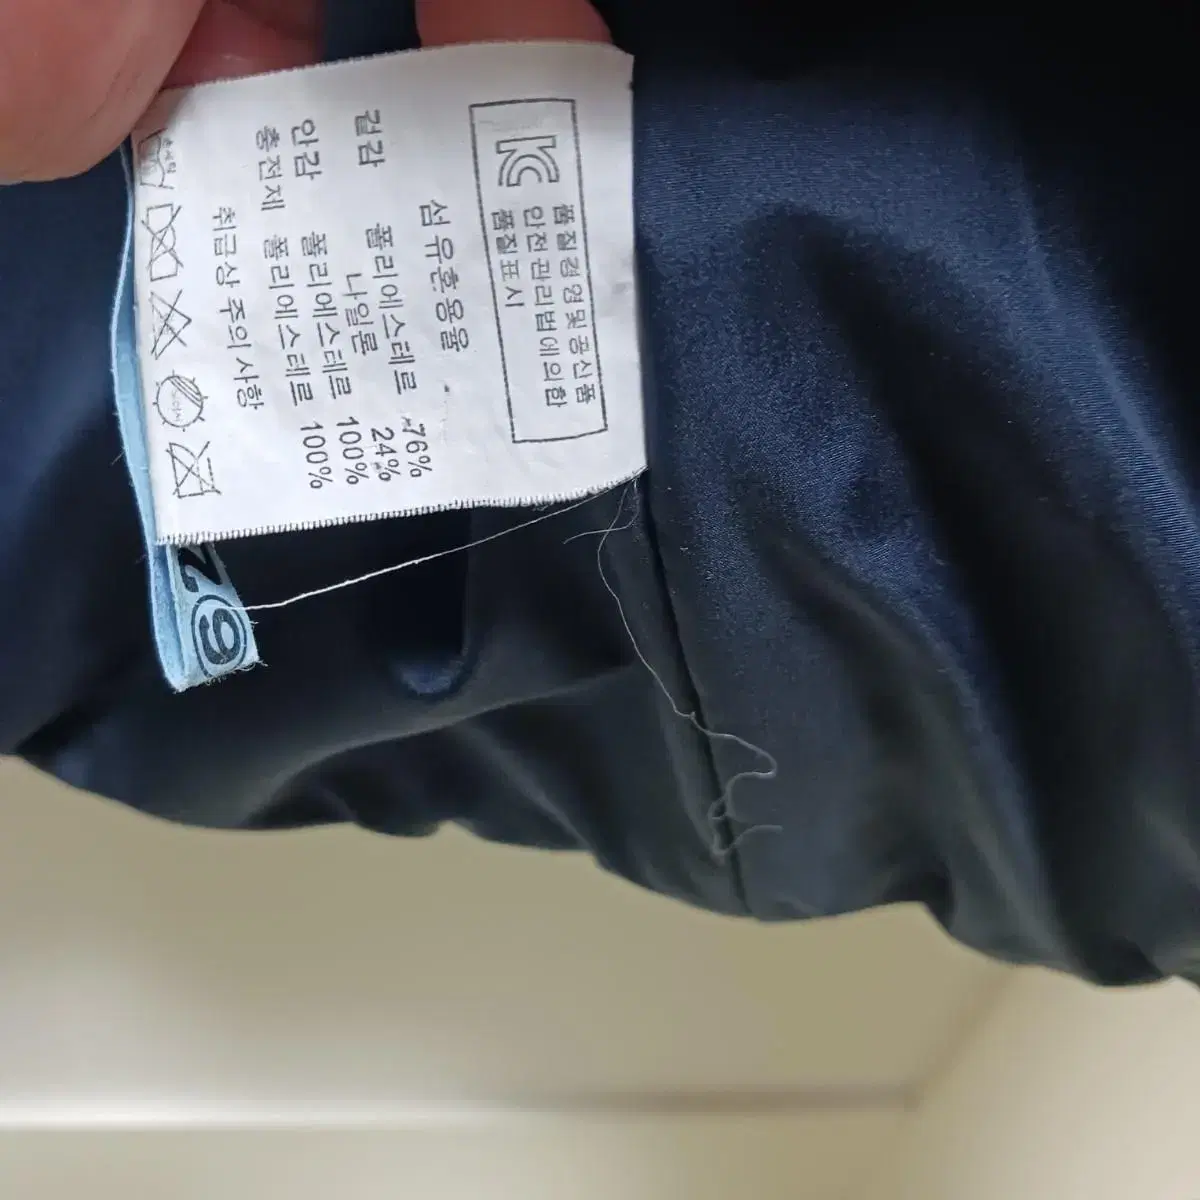 KC
품질경영및공산품
안전관리법에의한
품질표시
섬유혼용율
겉감 폴리에스테르 76%
나일론 24%
안감 폴리에스테르 100%
충전제 폴리에스테르 100%
취급상 주의사항